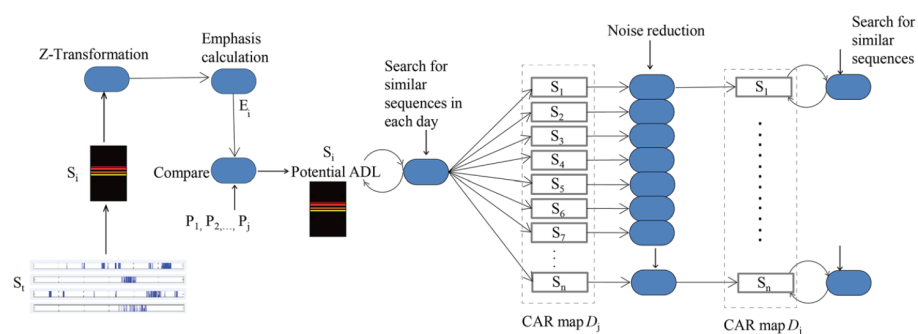 Z-Transformation
Emphasis
calculation
E_i
S_i
Compare
P_1, P_2,..., P_j
S_t
S_i
Potential ADL
Search for
similar
sequences in
each day
Noise reduction
S_1
S_2
S_3
S_4
S_5
S_6
S_7
S_n
CAR map D_j
S_1
S_n
CAR map D_j
Search for
similar
sequences